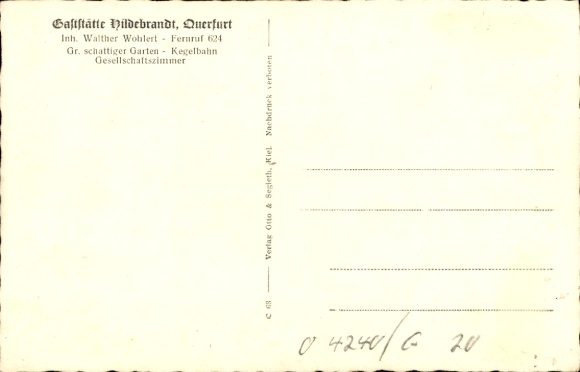 Gaststätte Hildebrandt, Querfurt
Inh. Walther Wohlert - Fernruf 624
Gr. schattiger Garten - Kegelbahn
Gesellschaftszimmer
C 68 Verlag Otto & Segleth, Kiel. Nachdruck verboten
O 4240/G 20